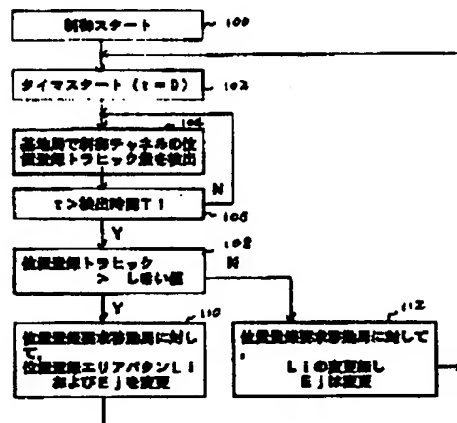 制御スタート
100
タイマスタート (t=0)
102
104
基地局で制御チャネルの位
置登録トラヒック量を検出
N
t>検出時間T1
106
Y
108
位置登録トラヒック
> しきい値
N
Y
110
位置登録要求移動局に対し
て,
位置登録エリアパタンLi
およびEjを変更
112
位置登録要求移動局に対して
,
Liの変更無し
Ejは変更